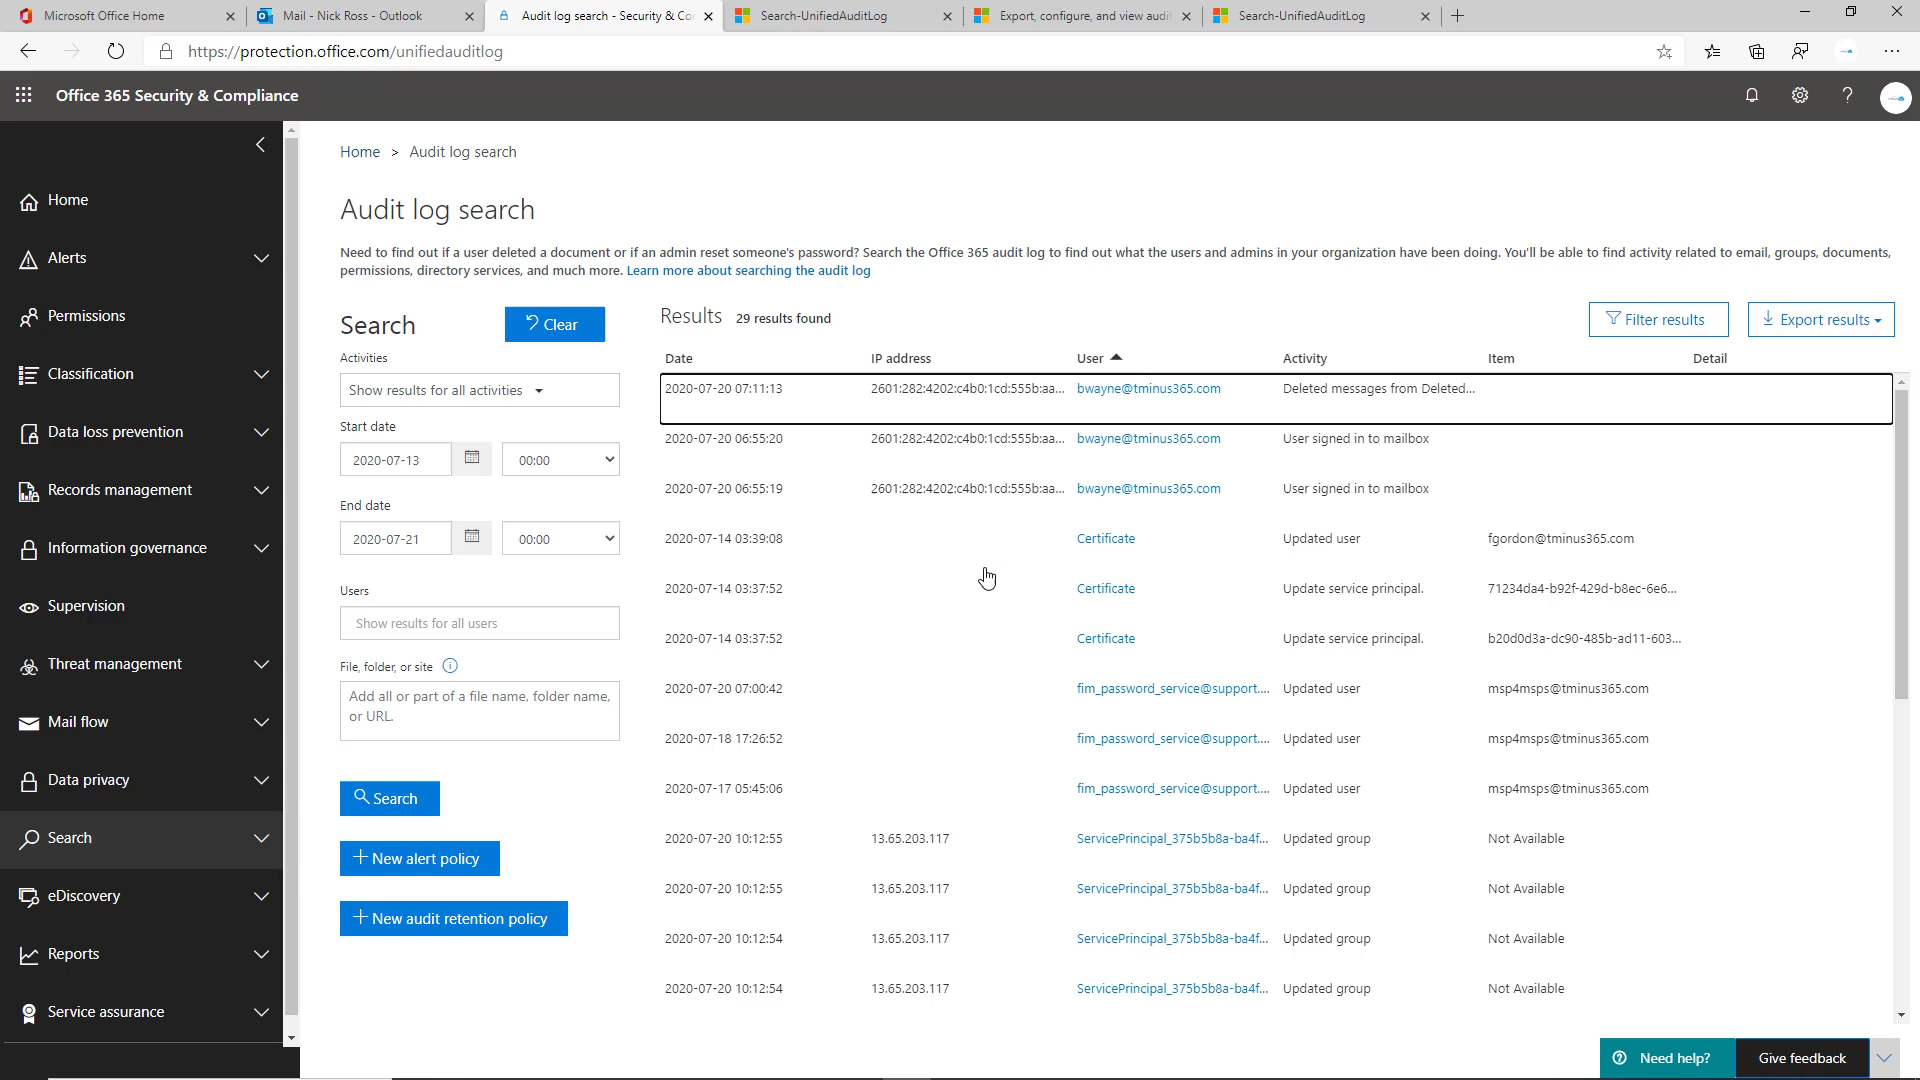 Microsoft Office Home
Mail - Nick Ross - Outlook
Audit log search - Security & Co
Search-UnifiedAuditLog
Export, configure, and view audi
Search-UnifiedAuditLog
https://protection.office.com/unifiedauditlog
Office 365 Security & Compliance
Home
Alerts
Permissions
Classification
Data loss prevention
Records management
Information governance
Supervision
Threat management
Mail flow
Data privacy
Search
eDiscovery
Reports
Service assurance
Home > Audit log search
Audit log search
Need to find out if a user deleted a document or if an admin reset someone's password? Search the Office 365 audit log to find out what the users and admins in your organization have been doing. You'll be able to find activity related to email, groups, documents,
permissions, directory services, and much more. Learn more about searching the audit log
Search
Clear
Activities
Show results for all activities
Start date
2020-07-13 00:00
End date
2020-07-21 00:00
Users
Show results for all users
File, folder, or site
Add all or part of a file name, folder name,
or URL.
Search
+ New alert policy
+ New audit retention policy
Results 29 results found
Filter results
Export results
Date IP address User Activity Item Detail
2020-07-20 07:11:13 2601:282:4202:c4b0:1cd:555b:aa... bwayne@tminus365.com Deleted messages from Deleted...
2020-07-20 06:55:20 2601:282:4202:c4b0:1cd:555b:aa... bwayne@tminus365.com User signed in to mailbox
2020-07-20 06:55:19 2601:282:4202:c4b0:1cd:555b:aa... bwayne@tminus365.com User signed in to mailbox
2020-07-14 03:39:08 Certificate Updated user fgordon@tminus365.com
2020-07-14 03:37:52 Certificate Update service principal. 71234da4-b92f-429d-b8ec-6e6...
2020-07-14 03:37:52 Certificate Update service principal. b20d0d3a-dc90-485b-ad11-603...
2020-07-20 07:00:42 fim_password_service@support.... Updated user msp4msps@tminus365.com
2020-07-18 17:26:52 fim_password_service@support.... Updated user msp4msps@tminus365.com
2020-07-17 05:45:06 fim_password_service@support.... Updated user msp4msps@tminus365.com
2020-07-20 10:12:55 13.65.203.117 ServicePrincipal_375b5b8a-ba4f... Updated group Not Available
2020-07-20 10:12:55 13.65.203.117 ServicePrincipal_375b5b8a-ba4f... Updated group Not Available
2020-07-20 10:12:54 13.65.203.117 ServicePrincipal_375b5b8a-ba4f... Updated group Not Available
2020-07-20 10:12:54 13.65.203.117 ServicePrincipal_375b5b8a-ba4f... Updated group Not Available
Need help?
Give feedback